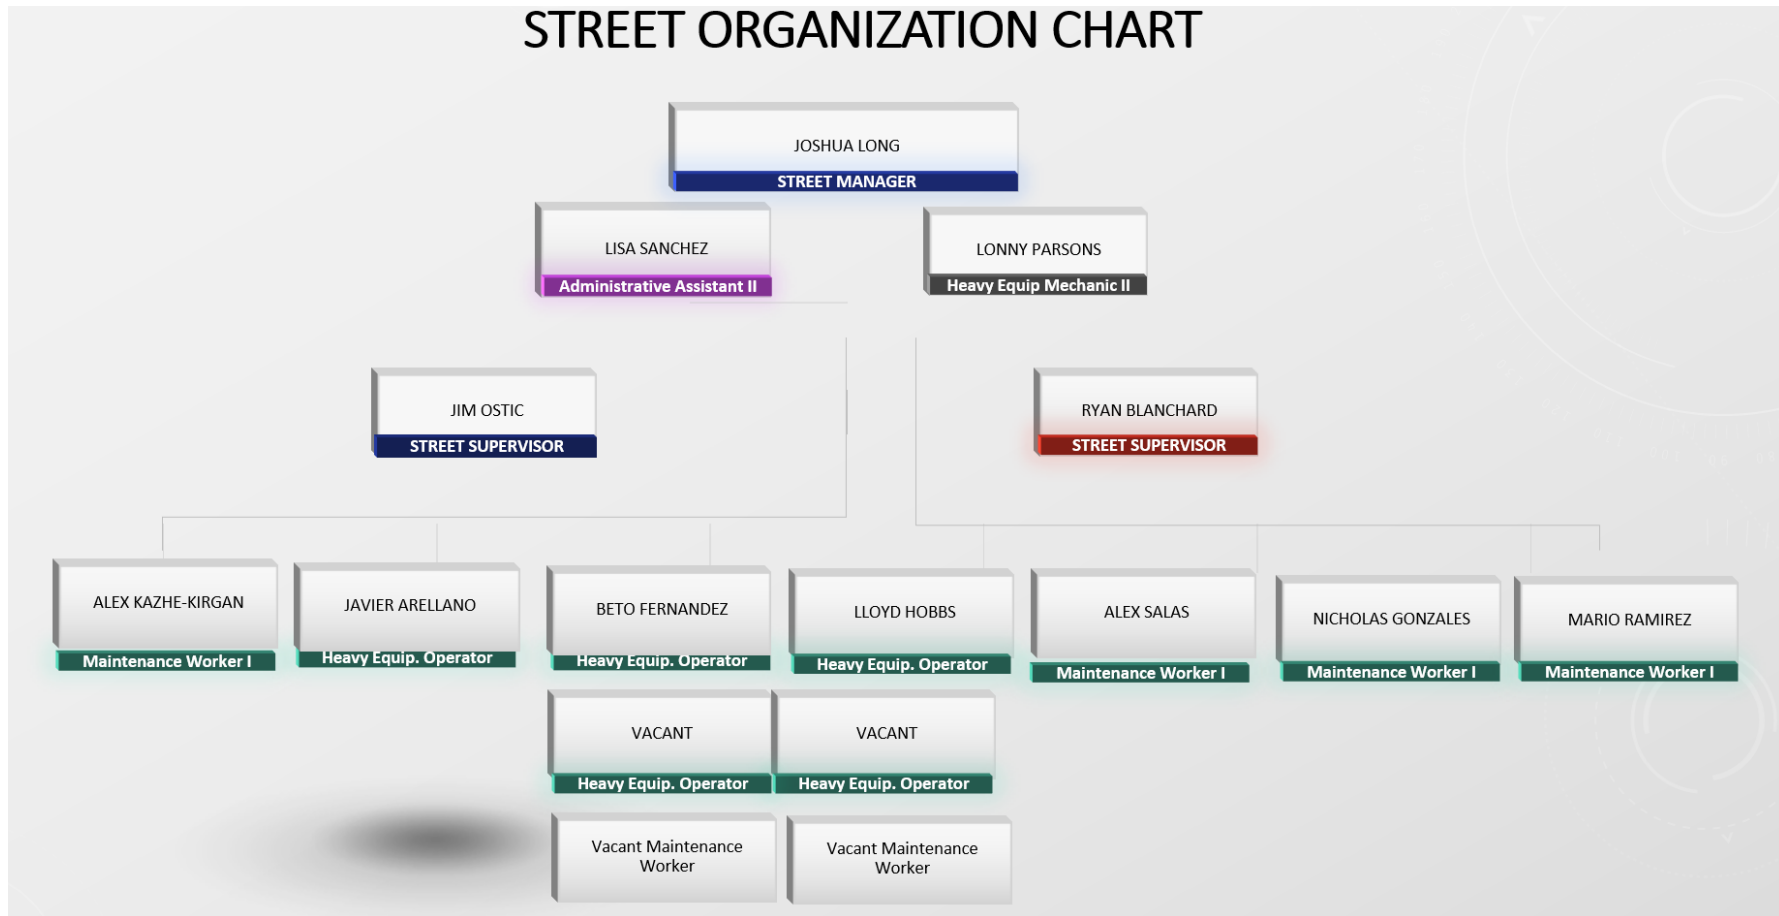 STREET ORGANIZATION CHART
JOSHUA LONG
STREET MANAGER
LISA SANCHEZ
Administrative Assistant II
LONNY PARSONS
Heavy Equip Mechanic II
JIM OSTIC
STREET SUPERVISOR
RYAN BLANCHARD
STREET SUPERVISOR
ALEX KAZHE-KIRGAN
Maintenance Worker I
JAVIER ARELLANO
Heavy Equip. Operator
BETO FERNANDEZ
Heavy Equip. Operator
LLOYD HOBBS
Heavy Equip. Operator
ALEX SALAS
Maintenance Worker I
NICHOLAS GONZALES
Maintenance Worker I
MARIO RAMIREZ
Maintenance Worker I
VACANT
Heavy Equip. Operator
VACANT
Heavy Equip. Operator
Vacant Maintenance
Worker
Vacant Maintenance
Worker